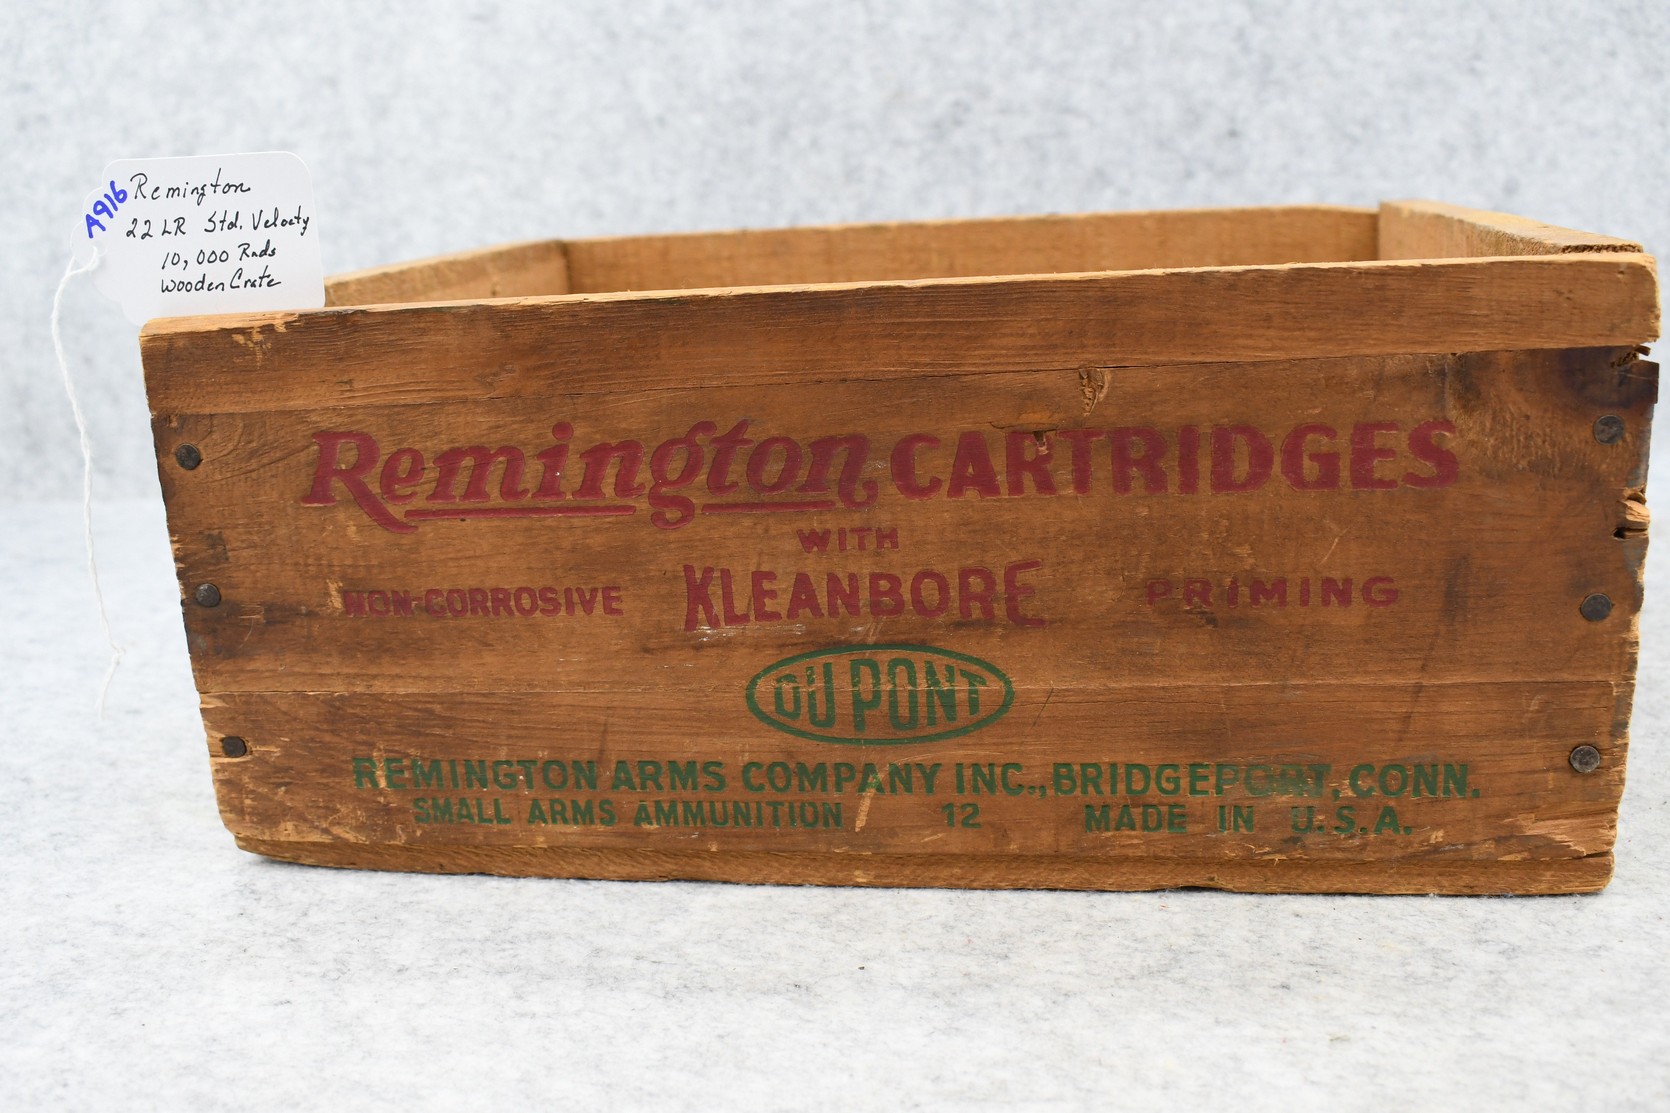 A916
Remington
22 LR Std. Velocity
10,000 Rnds
Wooden Crate
Remington CARTRIDGES
WITH
NON-CORROSIVE KLEANBORE PRIMING
DU PONT
REMINGTON ARMS COMPANY INC., BRIDGEPORT, CONN.
SMALL ARMS AMMUNITION 12 MADE IN U.S.A.